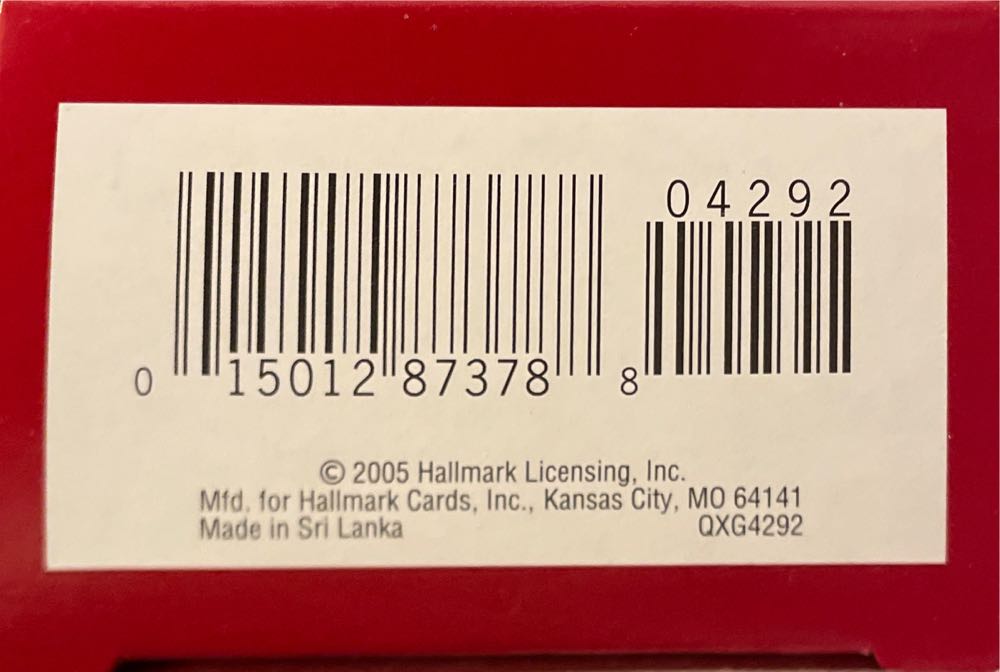 04292
0 15012 87378 8
© 2005 Hallmark Licensing, Inc.
Mfd. for Hallmark Cards, Inc., Kansas City, MO 64141
Made in Sri Lanka QXG4292